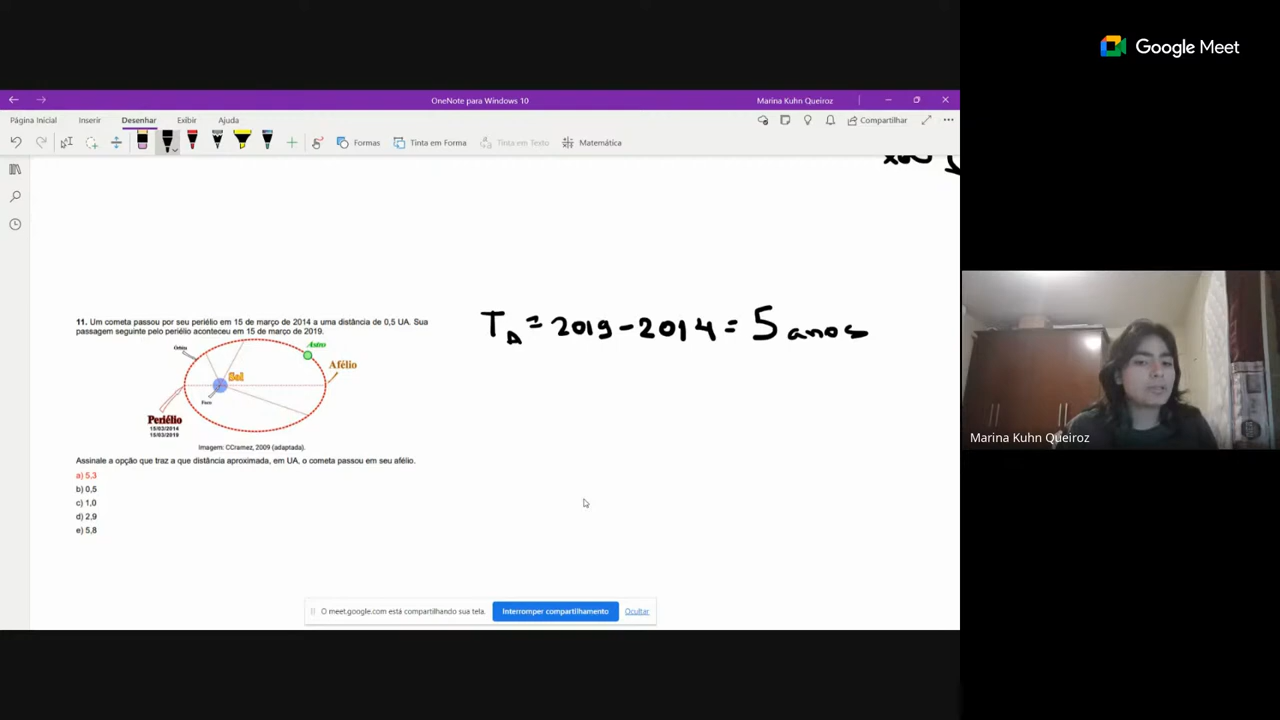 Google Meet
OneNote para Windows 10
Marina Kuhn Queiroz
Página Inicial Inserir Desenhar Exibir Ajuda
Compartilhar
Formas Tinta em Forma Tinta em Texto Matemática
11. Um cometa passou por seu periélio em 15 de março de 2014 a uma distância de 0,5 UA. Sua
passagem seguinte pelo periélio aconteceu em 15 de março de 2019.
Órbita
Astro
Afélio
Sol
Foco
Periélio
15/03/2014
15/03/2019
Imagem: CCramez, 2009 (adaptada).
Assinale a opção que traz a que distância aproximada, em UA, o cometa passou em seu afélio.
a) 5,3
b) 0,5
c) 1,0
d) 2,9
e) 5,8
T_A = 2019 - 2014 = 5 anos
Marina Kuhn Queiroz
O meet.google.com está compartilhando sua tela. Interromper compartilhamento Ocultar